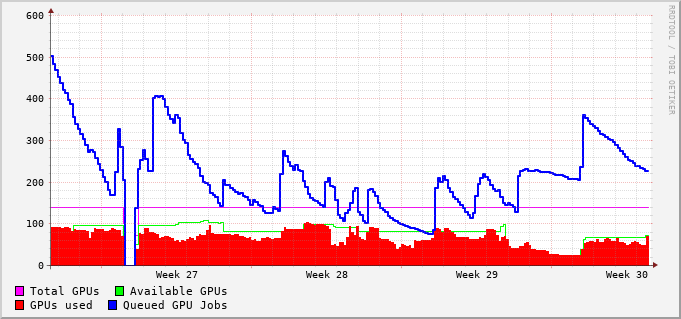 RRDTOOL / TOBI OETIKER
600
500
400
300
200
100
0
Week 27 Week 28 Week 29 Week 30
Total GPUs Available GPUs
GPUs used Queued GPU Jobs